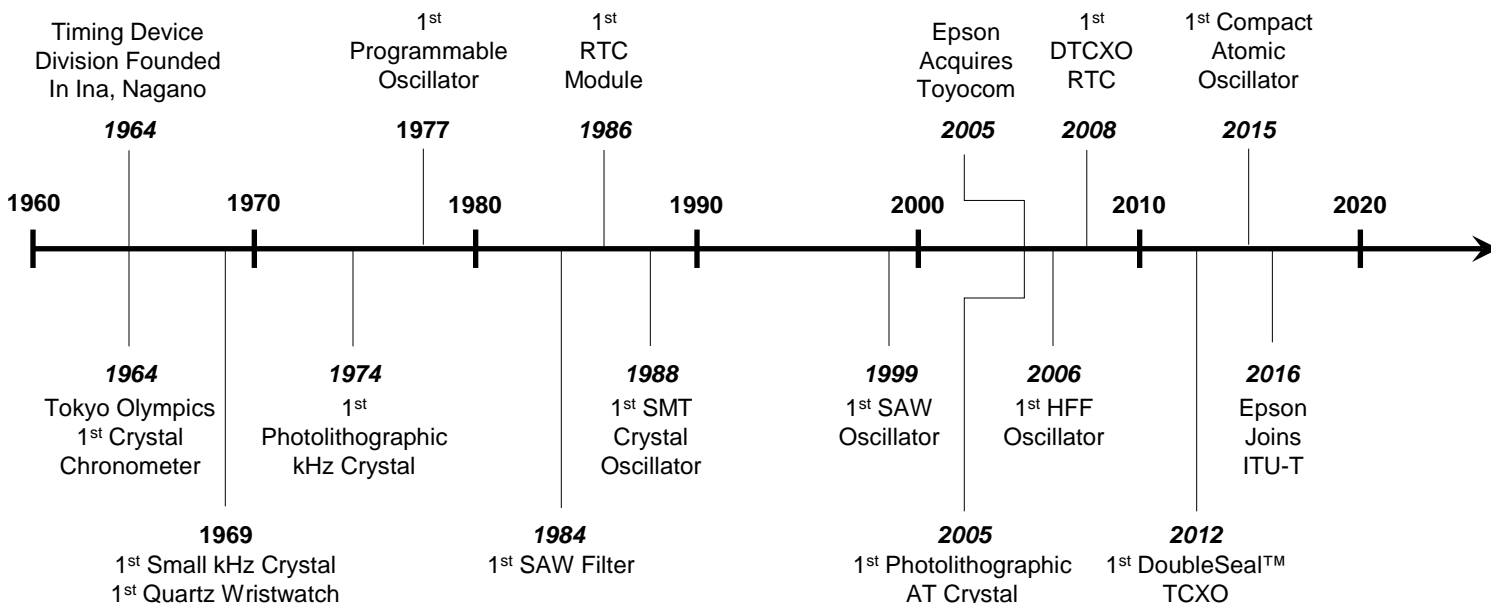 Timing Device
Division Founded
In Ina, Nagano
1964
1st
Programmable
Oscillator
1977
1st
RTC
Module
1986
Epson
Acquires
Toyocom
2005
1st
DTCXO
RTC
2008
1st Compact
Atomic
Oscillator
2015
1960
1970
1980
1990
2000
2010
2020
1964
Tokyo Olympics
1st Crystal
Chronometer
1969
1st Small kHz Crystal
1st Quartz Wristwatch
1974
1st
Photolithographic
kHz Crystal
1984
1st SAW Filter
1988
1st SMT
Crystal
Oscillator
1999
1st SAW
Oscillator
2005
1st Photolithographic
AT Crystal
2006
1st HFF
Oscillator
2012
1st DoubleSeal™
TCXO
2016
Epson
Joins
ITU-T